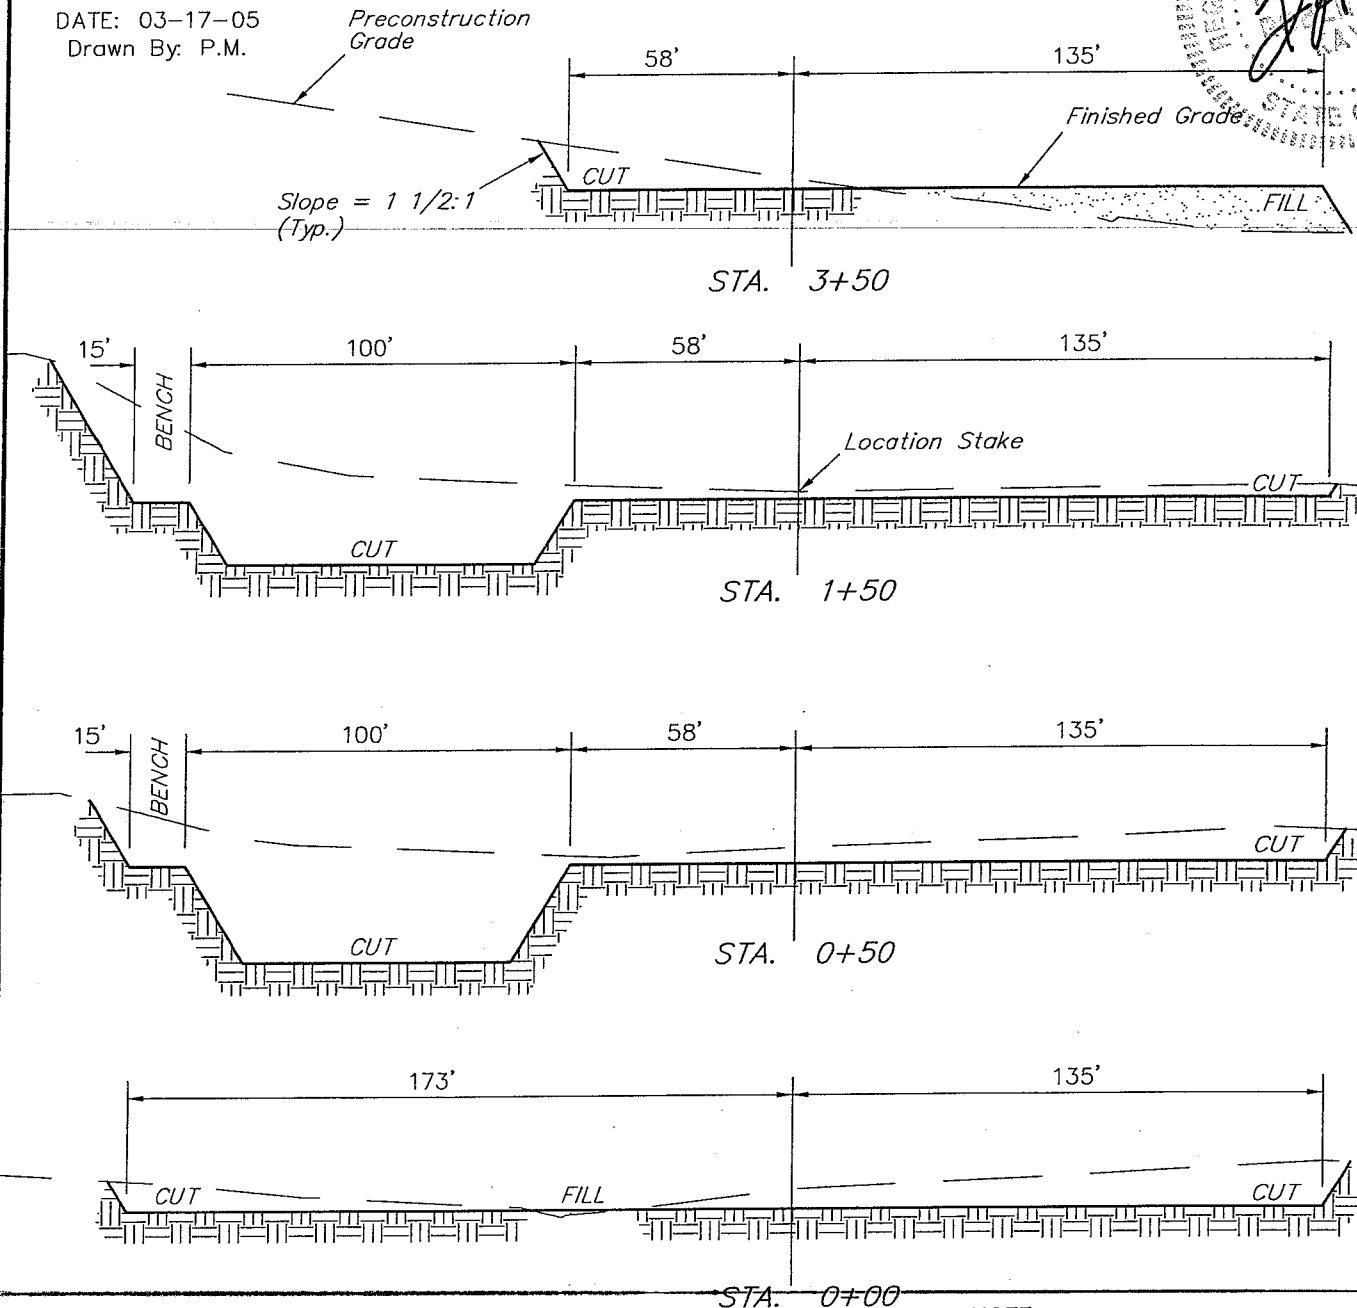 DATE: 03-17-05
Drawn By: P.M.
Preconstruction
Grade
58'
135'
Finished Grade
STATE
CUT
Slope = 1 1/2:1
(Typ.)
FILL
STA. 3+50
15'
BENCH
100'
58'
135'
Location Stake
CUT
CUT
STA. 1+50
15'
BENCH
100'
58'
135'
CUT
CUT
STA. 0+50
173'
135'
CUT
FILL
CUT
STA. 0+00